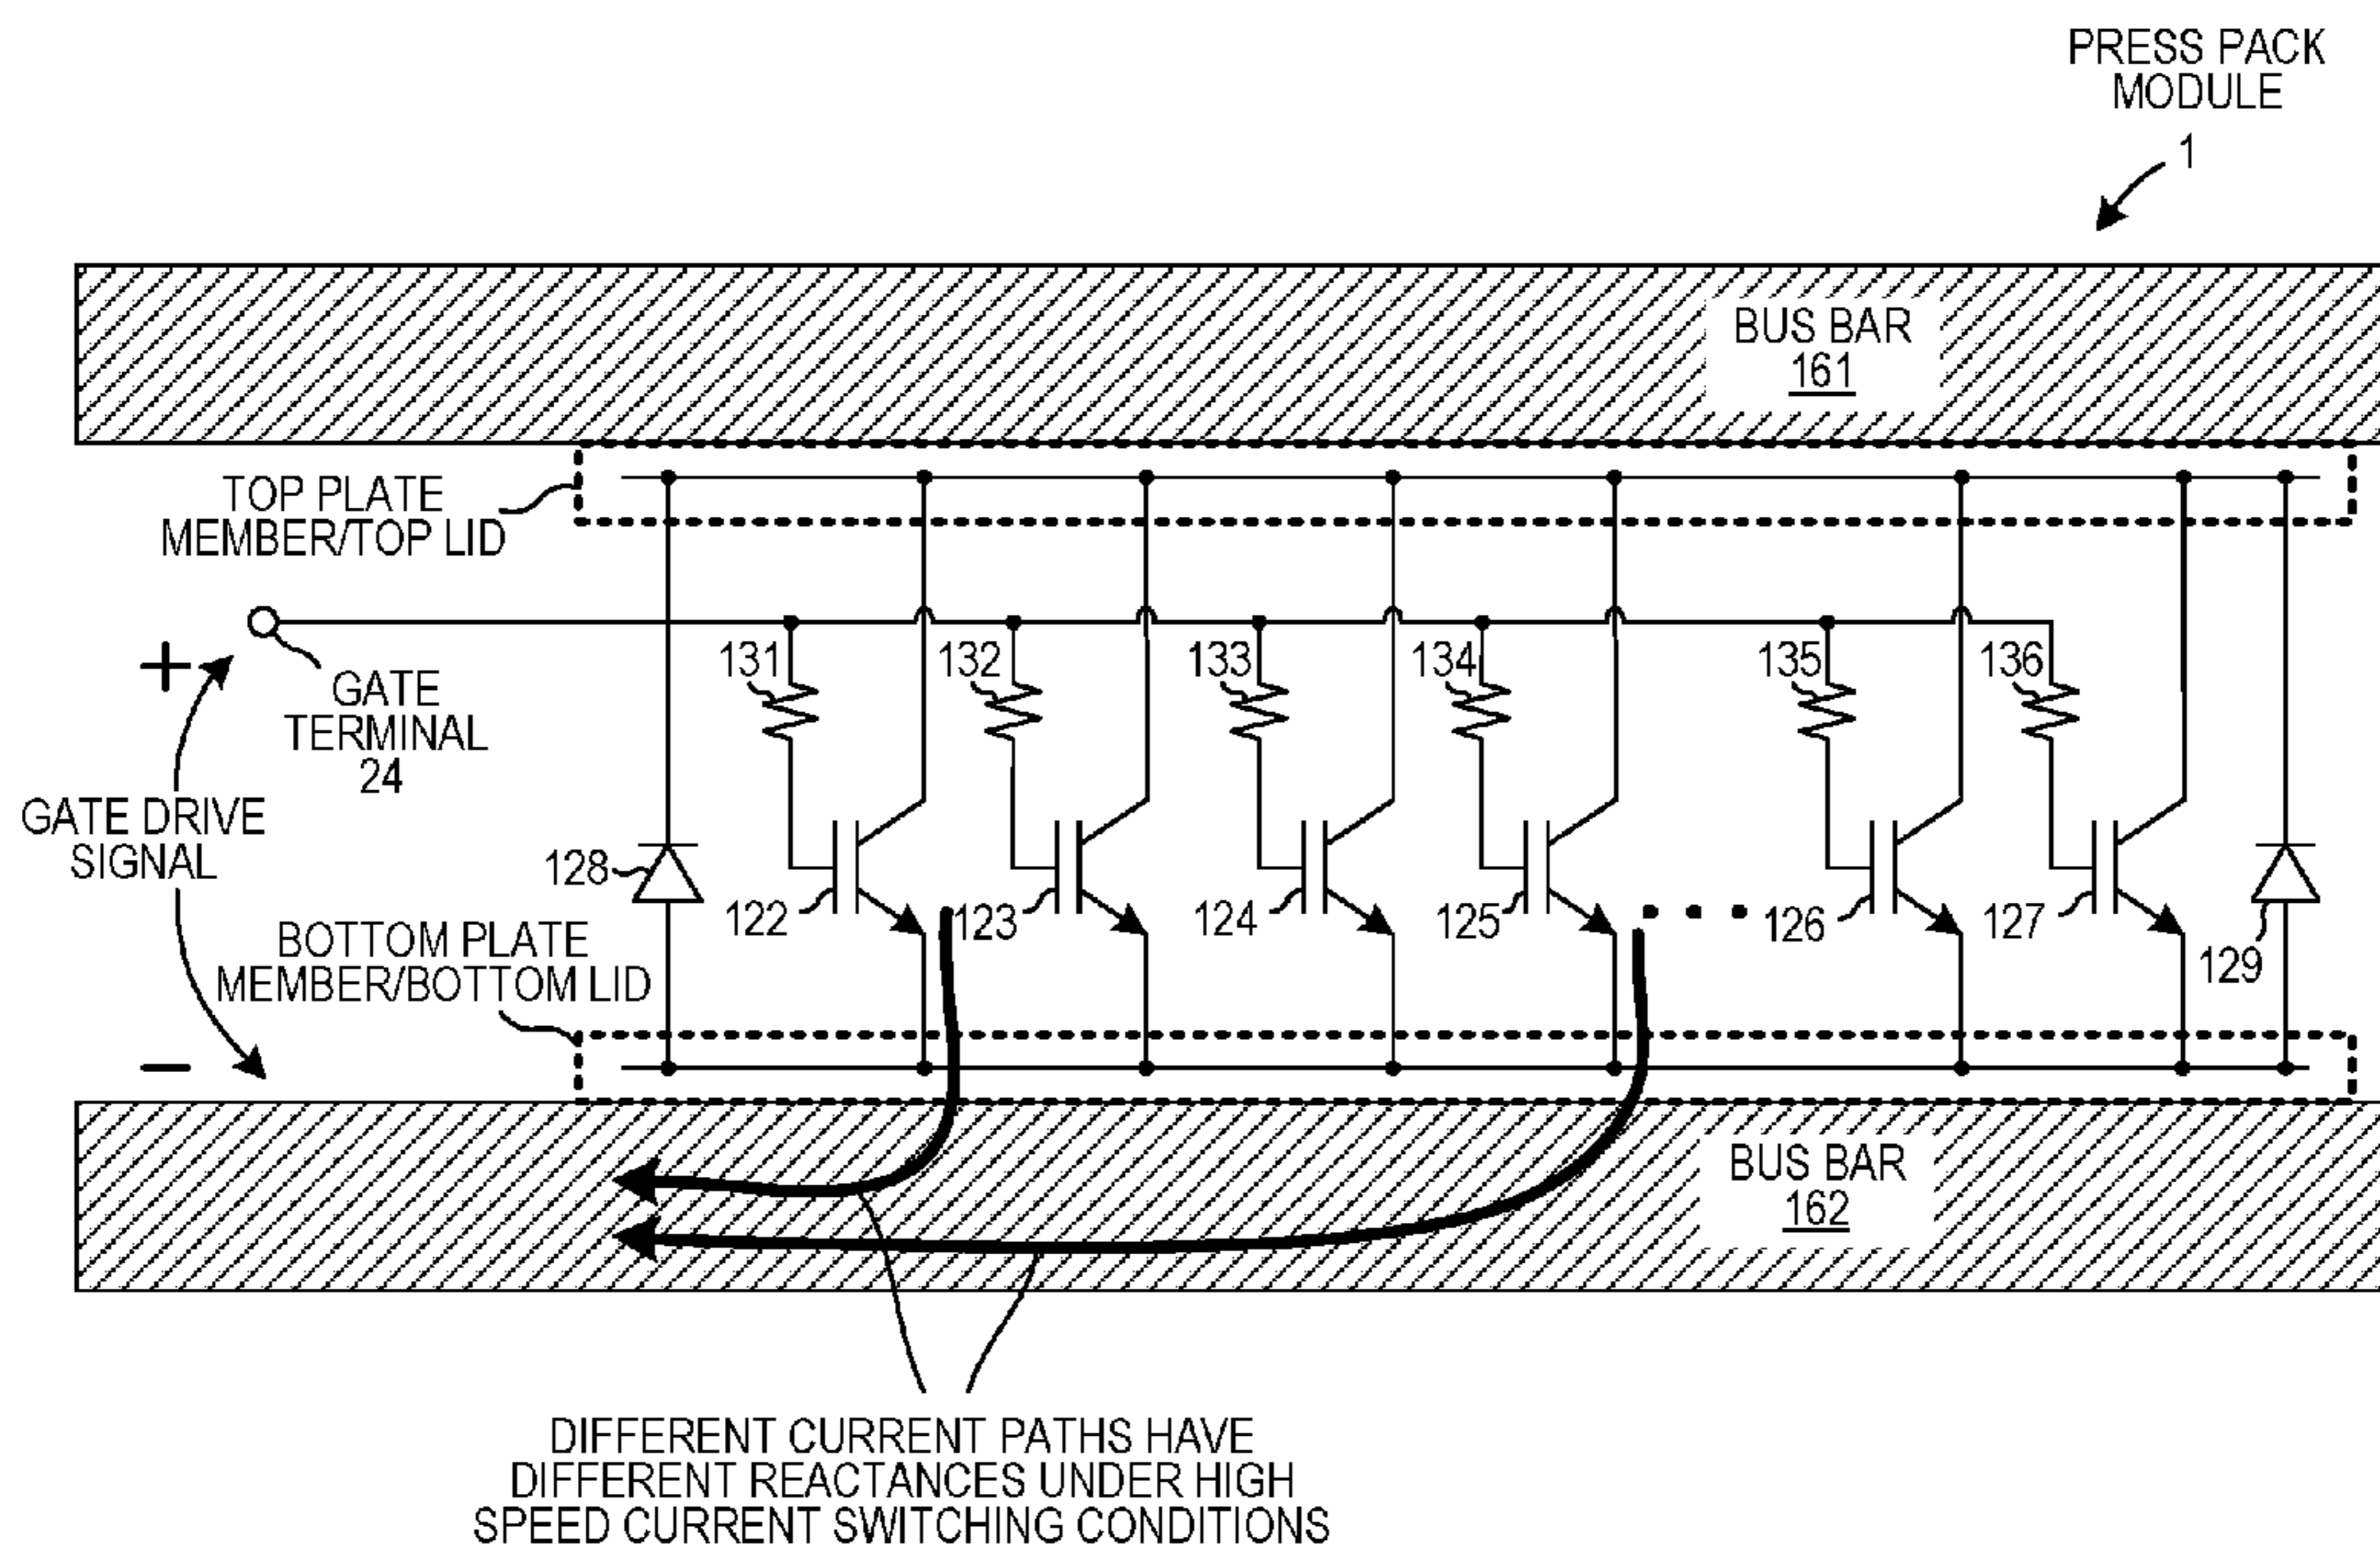 PRESS PACK
MODULE
1
BUS BAR
161
TOP PLATE
MEMBER/TOP LID
+
GATE
TERMINAL
24
131
132
133
134
135
136
GATE DRIVE
SIGNAL
128
122
123
124
125
126
127
129
BOTTOM PLATE
MEMBER/BOTTOM LID
–
BUS BAR
162
DIFFERENT CURRENT PATHS HAVE
DIFFERENT REACTANCES UNDER HIGH
SPEED CURRENT SWITCHING CONDITIONS